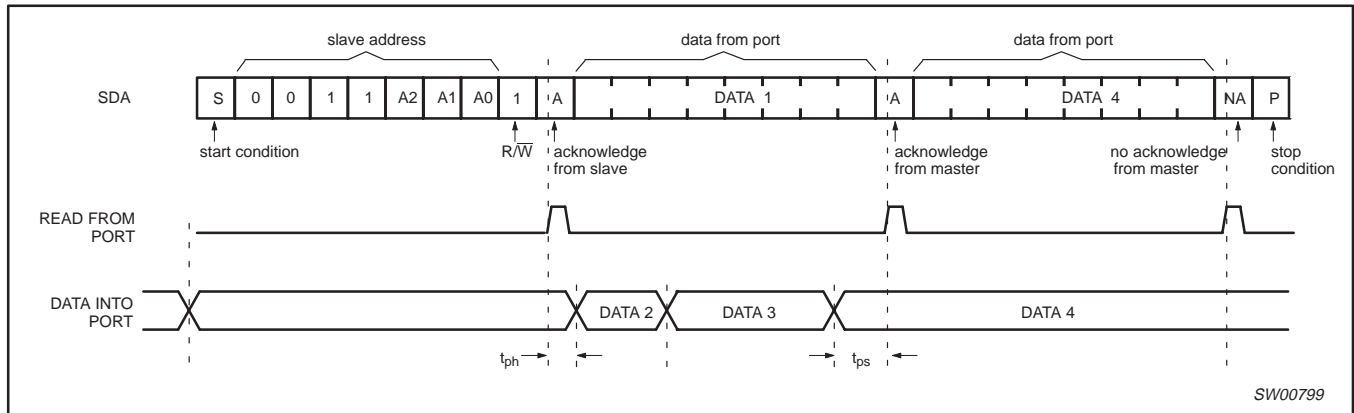 slave address data from port data from port
SDA S 0 0 1 1 A2 A1 A0 1 A DATA 1 A DATA 4 NA P
start condition R/W̅ acknowledge from slave acknowledge from master no acknowledge from master stop condition
READ FROM PORT
DATA INTO PORT DATA 2 DATA 3 DATA 4
tph tps
SW00799